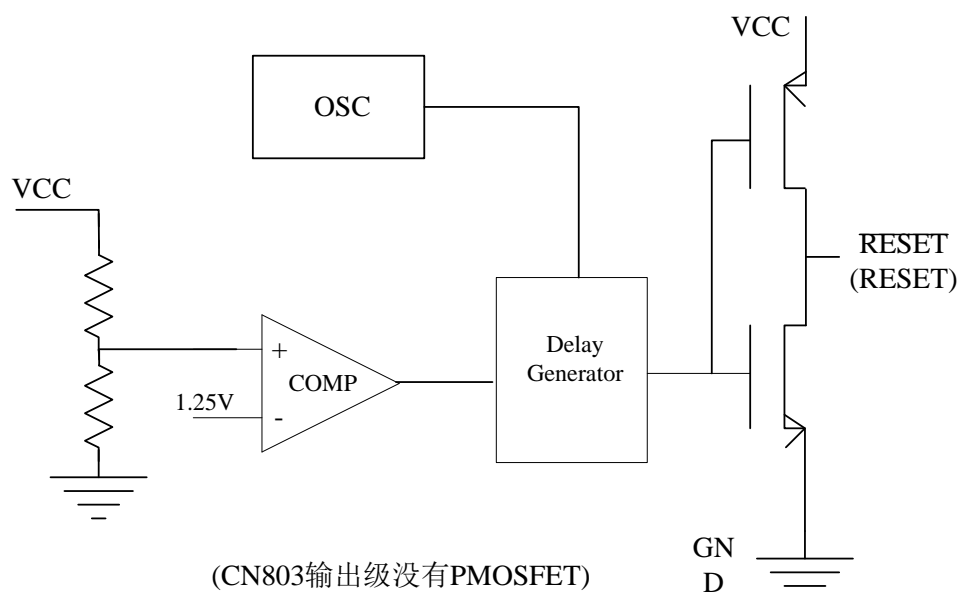 VCC
OSC
VCC
RESET
(RESET)
+
COMP
1.25V
-
Delay
Generator
GN
D
(CN803输出级没有PMOSFET)